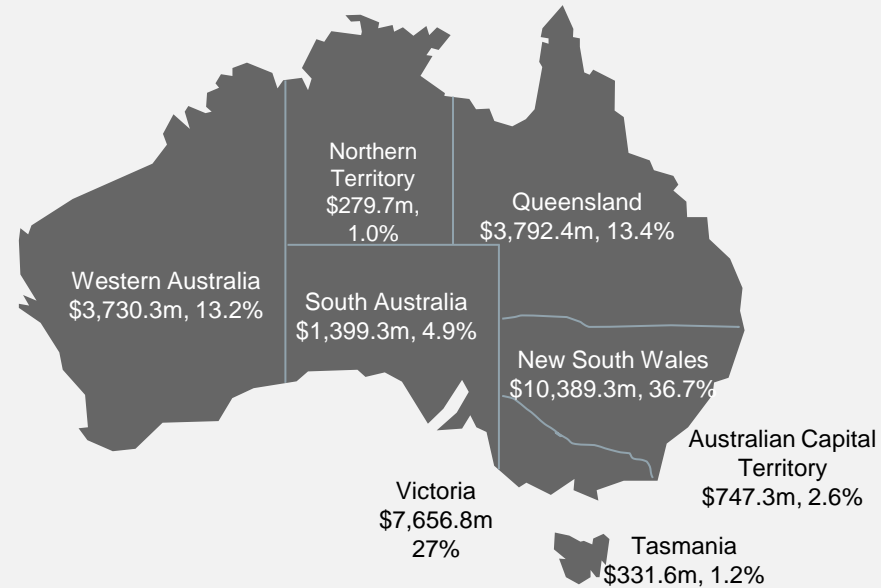 Northern
Territory
$279.7m,
1.0%
Queensland
$3,792.4m, 13.4%
Western Australia
$3,730.3m, 13.2%
South Australia
$1,399.3m, 4.9%
New South Wales
$10,389.3m, 36.7%
Australian Capital
Territory
$747.3m, 2.6%
Victoria
$7,656.8m
27%
Tasmania
$331.6m, 1.2%